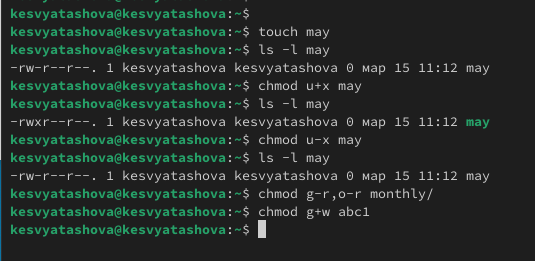 kesvyatashova@kesvyatashova:~$
kesvyatashova@kesvyatashova:~$ touch may
kesvyatashova@kesvyatashova:~$ ls -l may
-rw-r--r--. 1 kesvyatashova kesvyatashova 0 мар 15 11:12 may
kesvyatashova@kesvyatashova:~$ chmod u+x may
kesvyatashova@kesvyatashova:~$ ls -l may
-rwxr--r--. 1 kesvyatashova kesvyatashova 0 мар 15 11:12 may
kesvyatashova@kesvyatashova:~$ chmod u-x may
kesvyatashova@kesvyatashova:~$ ls -l may
-rw-r--r--. 1 kesvyatashova kesvyatashova 0 мар 15 11:12 may
kesvyatashova@kesvyatashova:~$ chmod g-r,o-r monthly/
kesvyatashova@kesvyatashova:~$ chmod g+w abc1
kesvyatashova@kesvyatashova:~$